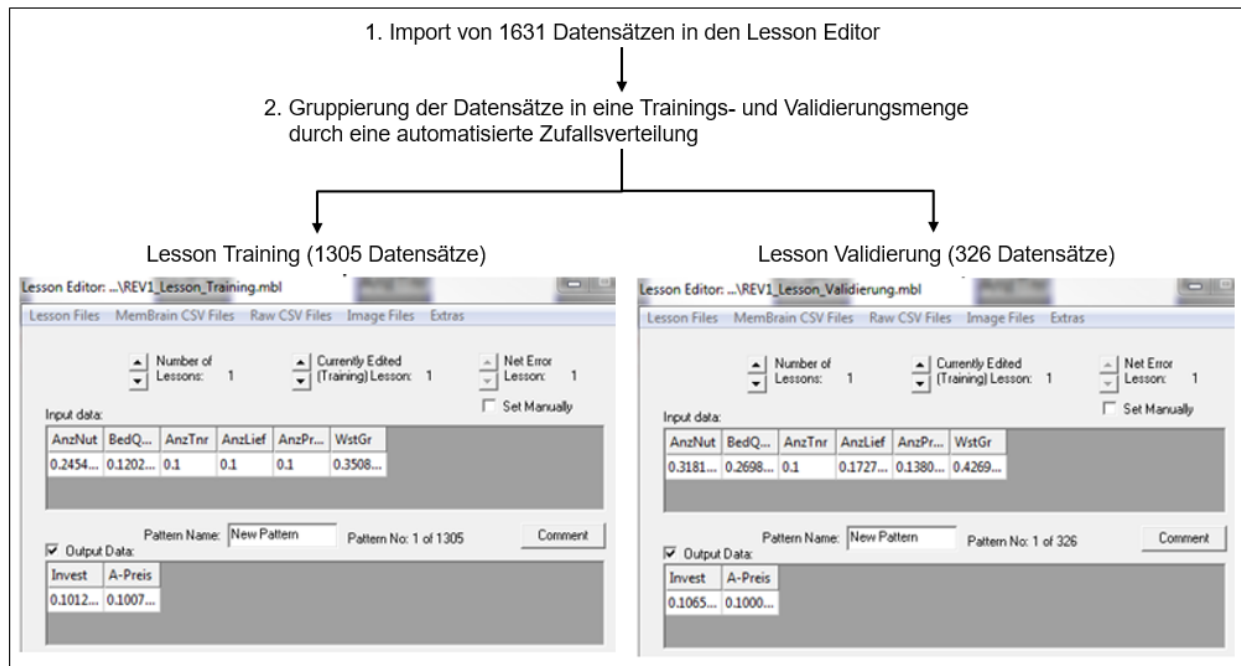 1. Import von 1631 Datensätzen in den Lesson Editor
2. Gruppierung der Datensätze in eine Trainings- und Validierungsmenge
durch eine automatisierte Zufallsverteilung
Lesson Training (1305 Datensätze)
Lesson Editor: ...\REV1_Lesson_Training.mbl
Lesson Files MemBrain CSV Files Raw CSV Files Image Files Extras
Number of Lessons: 1
Currently Edited (Training) Lesson: 1
Net Error Lesson: 1
Set Manually
Input data:
AnzNut BedQ... AnzTnr AnzLief AnzPr... WstGr
0.2454... 0.1202... 0.1 0.1 0.1 0.3508...
Pattern Name: New Pattern Pattern No: 1 of 1305 Comment
Output Data:
Invest A-Preis
0.1012... 0.1007...
Lesson Validierung (326 Datensätze)
Lesson Editor: ...\REV1_Lesson_Validierung.mbl
Lesson Files MemBrain CSV Files Raw CSV Files Image Files Extras
Number of Lessons: 1
Currently Edited (Training) Lesson: 1
Net Error Lesson: 1
Set Manually
Input data:
AnzNut BedQ... AnzTnr AnzLief AnzPr... WstGr
0.3181... 0.2698... 0.1 0.1727... 0.1380... 0.4269...
Pattern Name: New Pattern Pattern No: 1 of 326 Comment
Output Data:
Invest A-Preis
0.1065... 0.1000...